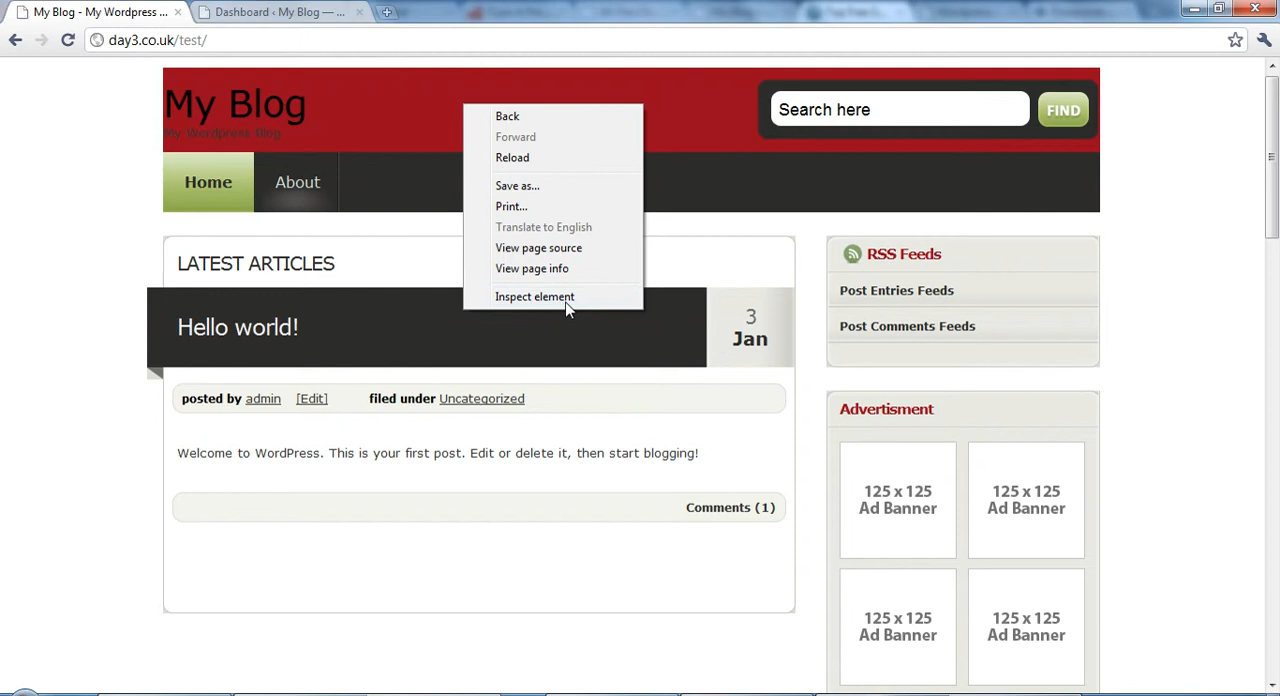 My Blog - My Wordpress ...
Dashboard ‹ My Blog — ...
day3.co.uk/test/
My Blog
My Wordpress Blog
Search here
FIND
Home
About
Back
Forward
Reload
Save as...
Print...
Translate to English
View page source
View page info
Inspect element
LATEST ARTICLES
Hello world!
3
Jan
posted by admin [Edit] filed under Uncategorized
Welcome to WordPress. This is your first post. Edit or delete it, then start blogging!
Comments (1)
RSS Feeds
Post Entries Feeds
Post Comments Feeds
Advertisment
125 x 125
Ad Banner
125 x 125
Ad Banner
125 x 125
Ad Banner
125 x 125
Ad Banner